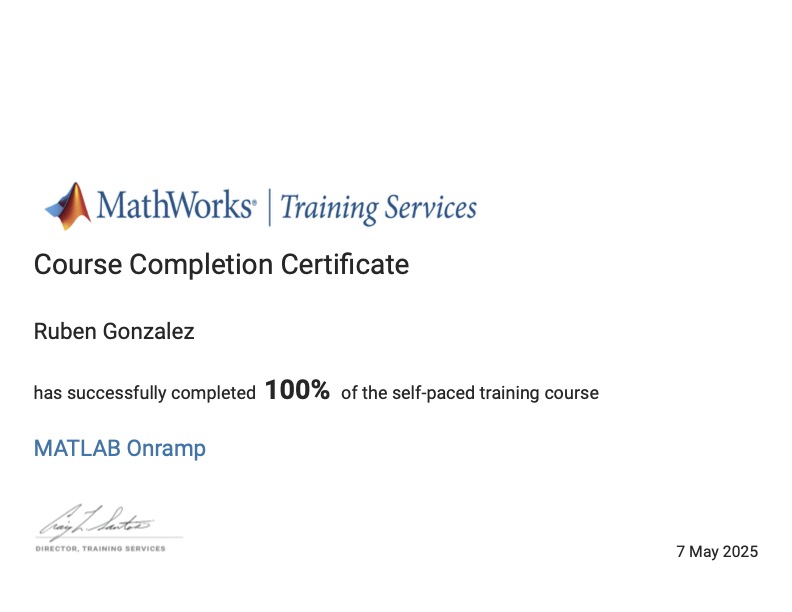 MathWorks® | Training Services
Course Completion Certificate
Ruben Gonzalez
has successfully completed 100% of the self-paced training course
MATLAB Onramp
Craig L. Santos
DIRECTOR, TRAINING SERVICES
7 May 2025